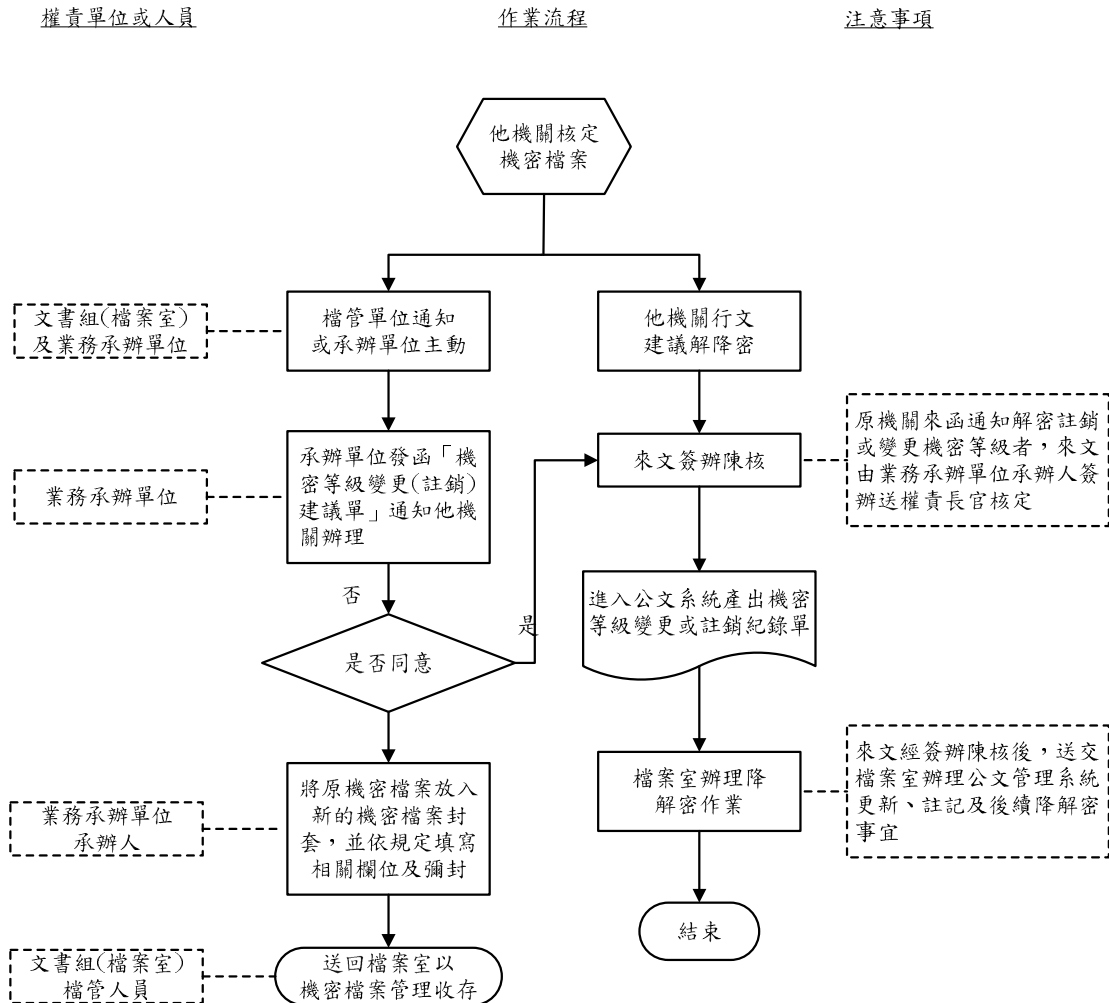 權責單位或人員
作業流程
注意事項
他機關核定
機密檔案
文書組(檔案室)
及業務承辦單位
檔管單位通知
或承辦單位主動
他機關行文
建議解降密
業務承辦單位
承辦單位發函「機
密等級變更(註銷)
建議單」通知他機
關辦理
來文簽辦陳核
原機關來函通知解密註銷
或變更機密等級者，來文
由業務承辦單位承辦人簽
辦送權責長官核定
否
是
是否同意
進入公文系統產出機密
等級變更或註銷紀錄單
業務承辦單位
承辦人
將原機密檔案放入
新的機密檔案封
套，並依規定填寫
相關欄位及彌封
檔案室辦理降
解密作業
來文經簽辦陳核後，送交
檔案室辦理公文管理系統
更新、註記及後續降解密
事宜
結束
文書組(檔案室)
檔管人員
送回檔案室以
機密檔案管理收存